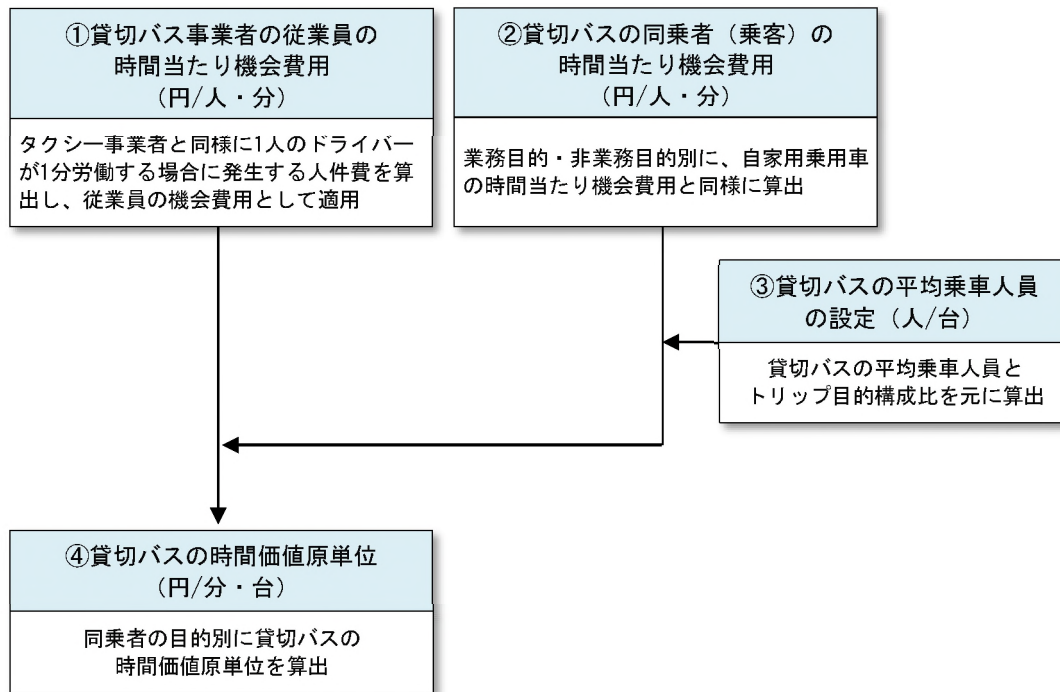 ①貸切バス事業者の従業員の
時間当たり機会費用
（円/人・分）
タクシー事業者と同様に1人のドライバー
が1分労働する場合に発生する人件費を算
出し、従業員の機会費用として適用
②貸切バスの同乗者（乗客）の
時間当たり機会費用
（円/人・分）
業務目的・非業務目的別に、自家用乗用車
の時間当たり機会費用と同様に算出
③貸切バスの平均乗車人員
の設定（人/台）
貸切バスの平均乗車人員と
トリップ目的構成比を元に算出
④貸切バスの時間価値原単位
（円/分・台）
同乗者の目的別に貸切バスの
時間価値原単位を算出